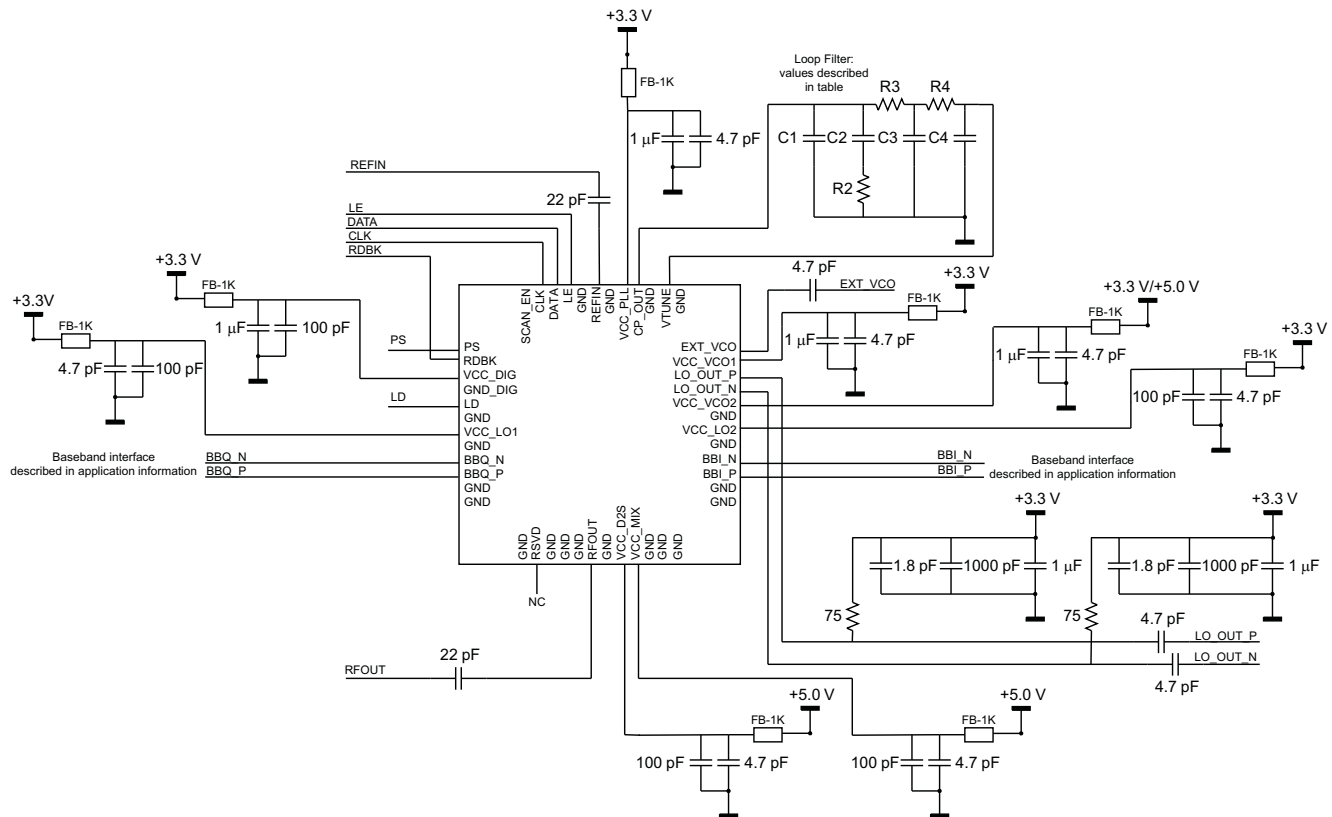 +3.3 V
FB-1K
1 μF
4.7 pF
Loop Filter:
values described
in table
R3
R4
C1
C2
C3
C4
R2
REFIN
22 pF
LE
DATA
CLK
RDBK
+3.3 V
FB-1K
1 μF
100 pF
+3.3V
FB-1K
4.7 pF
100 pF
PS
LD
Baseband interface
described in application information
BBQ_N
BBQ_P
SCAN_EN
CLK
DATA
LE
GND
REFIN
GND
VCC_PLL
CP_OUT
GND
VTUNE
GND
PS
RDBK
VCC_DIG
GND_DIG
LD
GND
VCC_LO1
GND
BBQ_N
BBQ_P
GND
GND
EXT_VCO
VCC_VCO1
LO_OUT_P
LO_OUT_N
VCC_VCO2
GND
VCC_LO2
GND
BBI_N
BBI_P
GND
GND
GND
RSVD
GND
GND
GND
RFOUT
GND
VCC_D2S
VCC_MIX
GND
GND
GND
4.7 pF
EXT_VCO
+3.3 V
FB-1K
1 μF
4.7 pF
+3.3 V/+5.0 V
FB-1K
1 μF
4.7 pF
+3.3 V
FB-1K
100 pF
4.7 pF
BBI_N
BBI_P
Baseband interface
described in application information
+3.3 V
1.8 pF
1000 pF
1 μF
75
+3.3 V
1.8 pF
1000 pF
1 μF
75
4.7 pF
LO_OUT_P
LO_OUT_N
4.7 pF
NC
RFOUT
22 pF
+5.0 V
FB-1K
100 pF
4.7 pF
+5.0 V
FB-1K
100 pF
4.7 pF